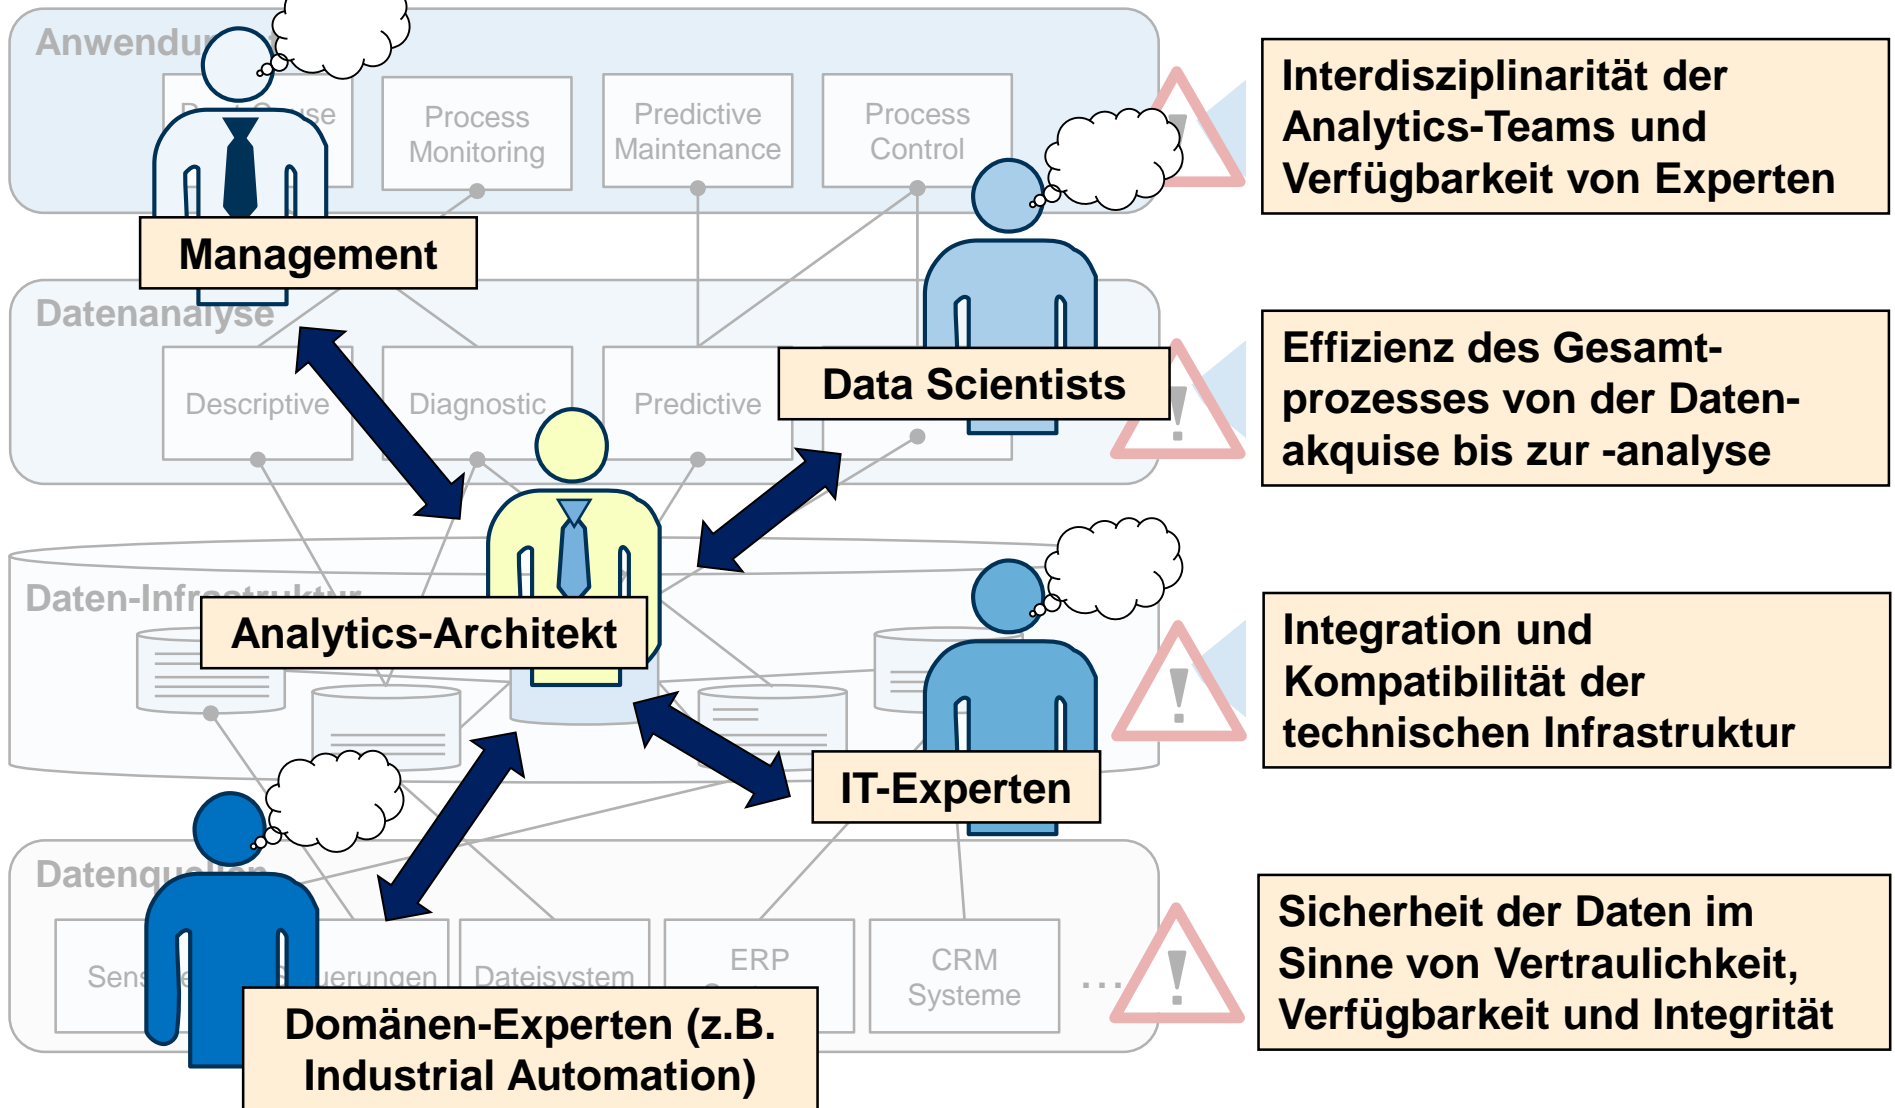 Process
Monitoring
Predictive
Maintenance
Process
Control
Management
Interdisziplinarität der
Analytics-Teams und
Verfügbarkeit von Experten
Datenanalyse
Descriptive
Diagnostic
Predictive
Data Scientists
!
Effizienz des Gesamt-
prozesses von der Daten-
akquise bis zur -analyse
Analytics-Architekt
IT-Experten
!
Integration und
Kompatibilität der
technischen Infrastruktur
Dateisystem
ERP
CRM
Systeme
...
Domänen-Experten (z.B.
Industrial Automation)
!
Sicherheit der Daten im
Sinne von Vertraulichkeit,
Verfügbarkeit und Integrität